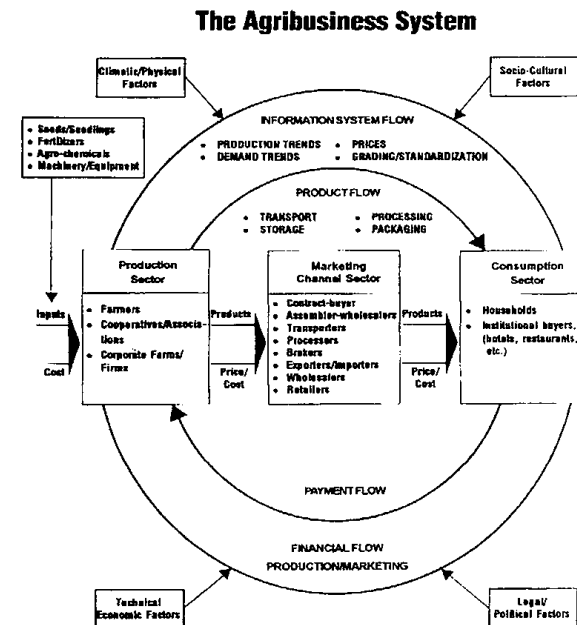 The Agribusiness System
Climatic/Physical
Factors
Socio-Cultural
Factors
INFORMATION SYSTEM FLOW
• PRODUCTION TRENDS • PRICES
• DEMAND TRENDS • GRADING/STANDARDIZATION
• Seeds/Seedlings
• Fertilizers
• Agro-chemicals
• Machinery/Equipment
PRODUCT FLOW
• TRANSPORT • PROCESSING
• STORAGE • PACKAGING
Production
Sector
• Farmers
• Cooperatives/Associa-
tions
• Corporate Farms/
Firms
Marketing
Channel Sector
• Contract-buyer
• Assembler-wholesalers
• Transporters
• Processors
• Brokers
• Exporters/Importers
• Wholesalers
• Retailers
Consumption
Sector
• Households
• Institutional buyers,
(hotels, restaurants,
etc.)
Inputs
Cost
Products
Price/
Cost
Products
Price/
Cost
PAYMENT FLOW
FINANCIAL FLOW
PRODUCTION/MARKETING
Technical
Economic Factors
Legal/
Political Factors